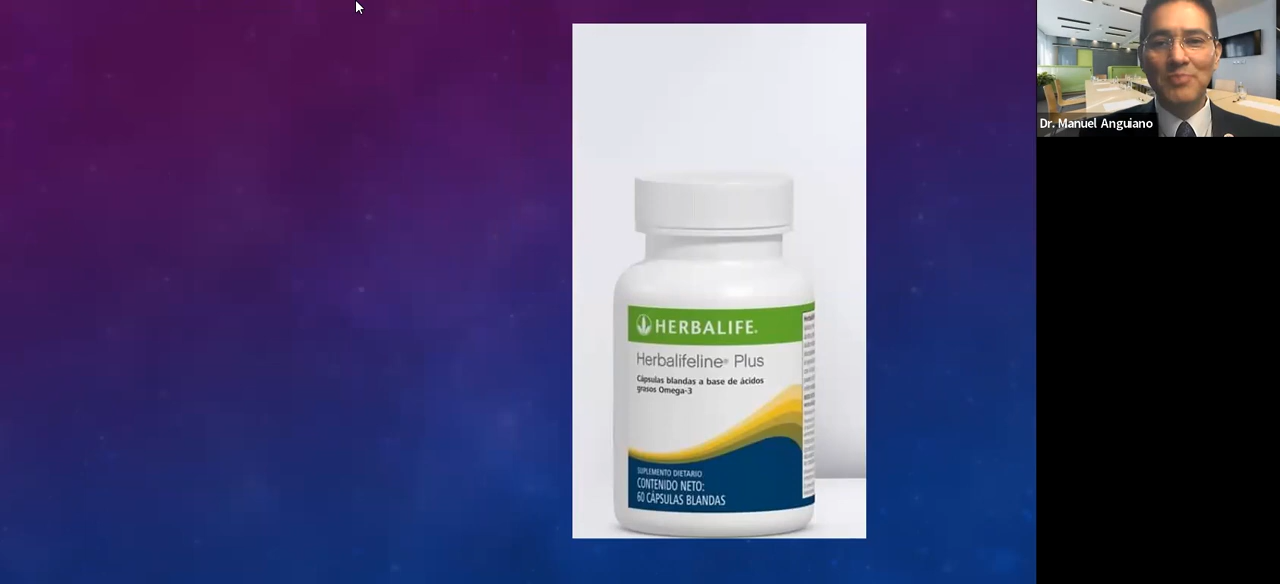 HERBALIFE.
Herbalifeline® Plus
Cápsulas blandas a base de ácidos
grasos Omega-3
SUPLEMENTO DIETARIO
CONTENIDO NETO:
60 CÁPSULAS BLANDAS
Dr. Manuel Anguiano